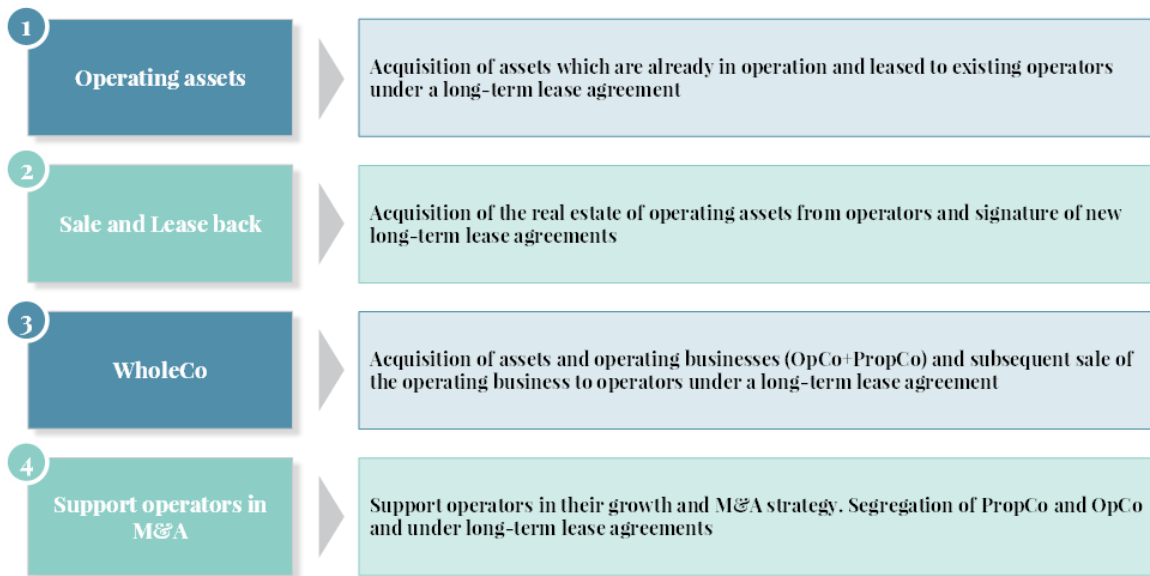 1
Operating assets
Acquisition of assets which are already in operation and leased to existing operators
under a long-term lease agreement
2
Sale and Lease back
Acquisition of the real estate of operating assets from operators and signature of new
long-term lease agreements
3
WholeCo
Acquisition of assets and operating businesses (OpCo+PropCo) and subsequent sale of
the operating business to operators under a long-term lease agreement
4
Support operators in
M&A
Support operators in their growth and M&A strategy. Segregation of PropCo and OpCo
and under long-term lease agreements